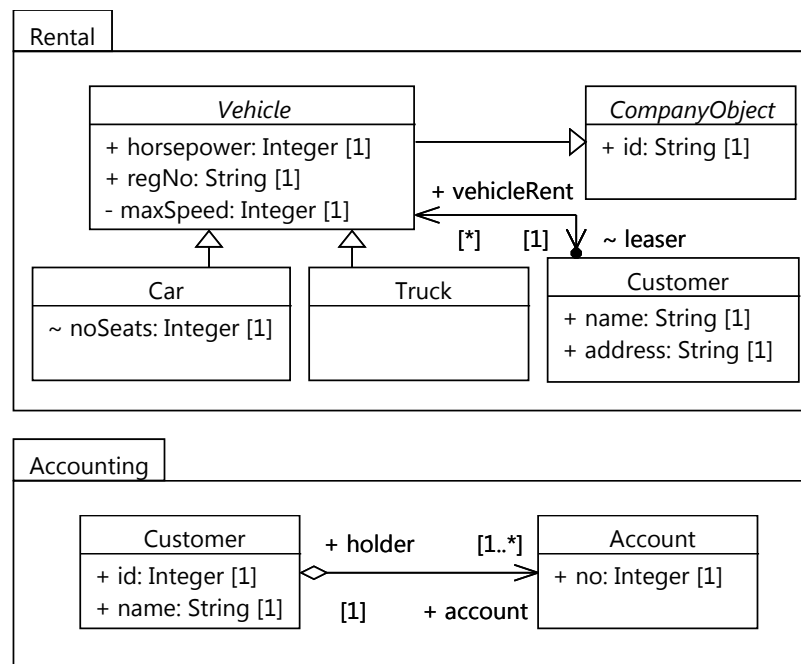 Rental
Vehicle
+ horsepower: Integer [1]
+ regNo: String [1]
- maxSpeed: Integer [1]
CompanyObject
+ id: String [1]
+ vehicleRent
[*]
[1]
~ leaser
Car
~ noSeats: Integer [1]
Truck
Customer
+ name: String [1]
+ address: String [1]
Accounting
Customer
+ id: Integer [1]
+ name: String [1]
+ holder
[1..*]
[1]
+ account
Account
+ no: Integer [1]